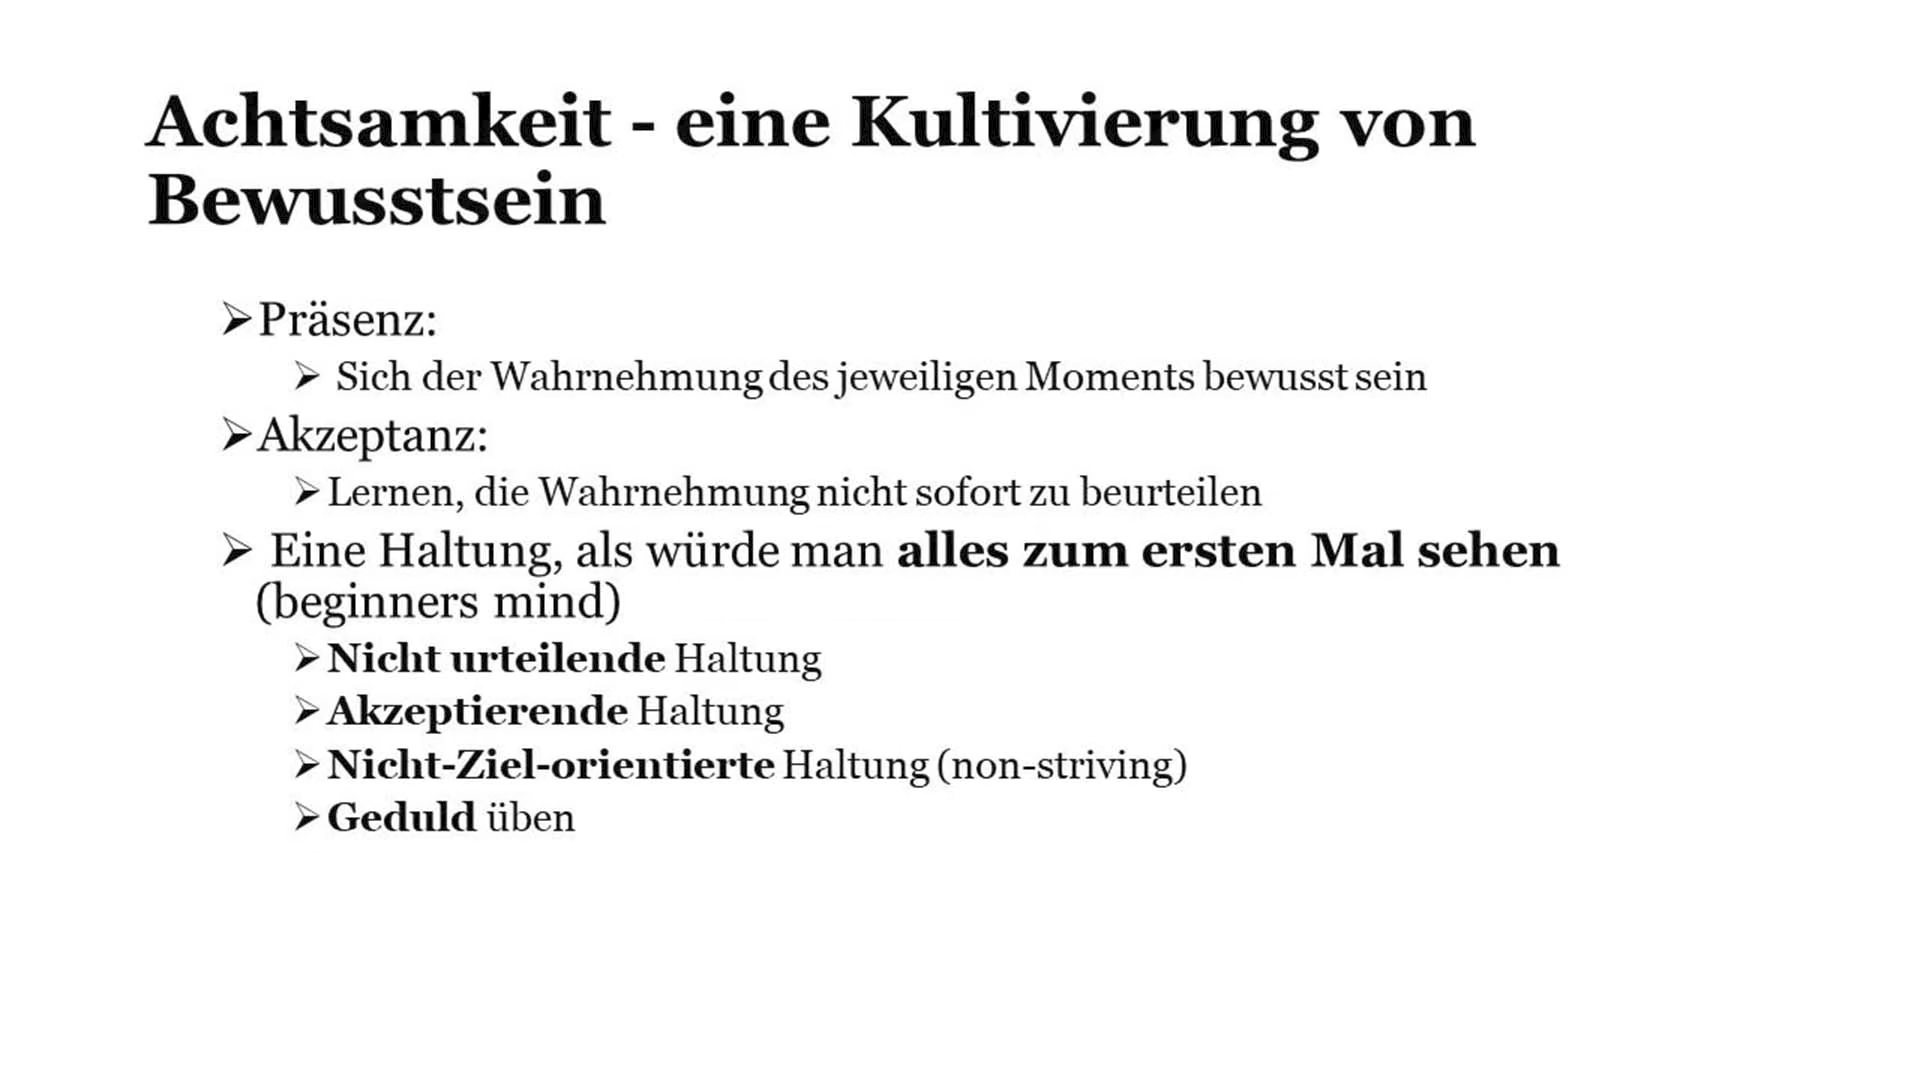 Achtsamkeit - eine Kultivierung von
Bewusstsein
➢Präsenz:
➢ Sich der Wahrnehmung des jeweiligen Moments bewusst sein
➢Akzeptanz:
➢Lernen, die Wahrnehmung nicht sofort zu beurteilen
➢ Eine Haltung, als würde man alles zum ersten Mal sehen
(beginners mind)
➢Nicht urteilende Haltung
➢Akzeptierende Haltung
➢Nicht-Ziel-orientierte Haltung (non-striving)
➢Geduld üben